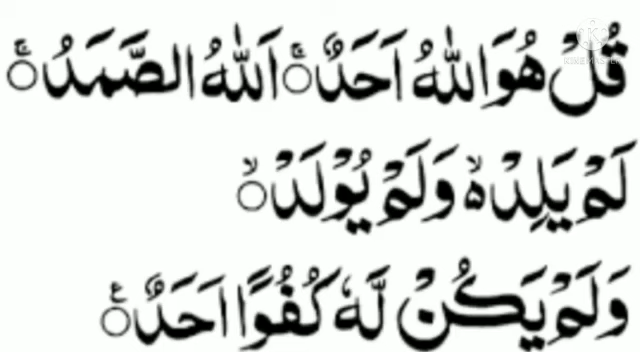 قُلْ هُوَ اللّٰهُ اَحَدٌ ○ۚ اَللّٰهُ الصَّمَدُ ○ۚ
لَمْ يَلِدْ هۙ وَلَمْ يُوْلَدْ ○ۙ
وَلَمْ يَكُنْ لَّهٗ كُفُوًا اَحَدٌ ○ع